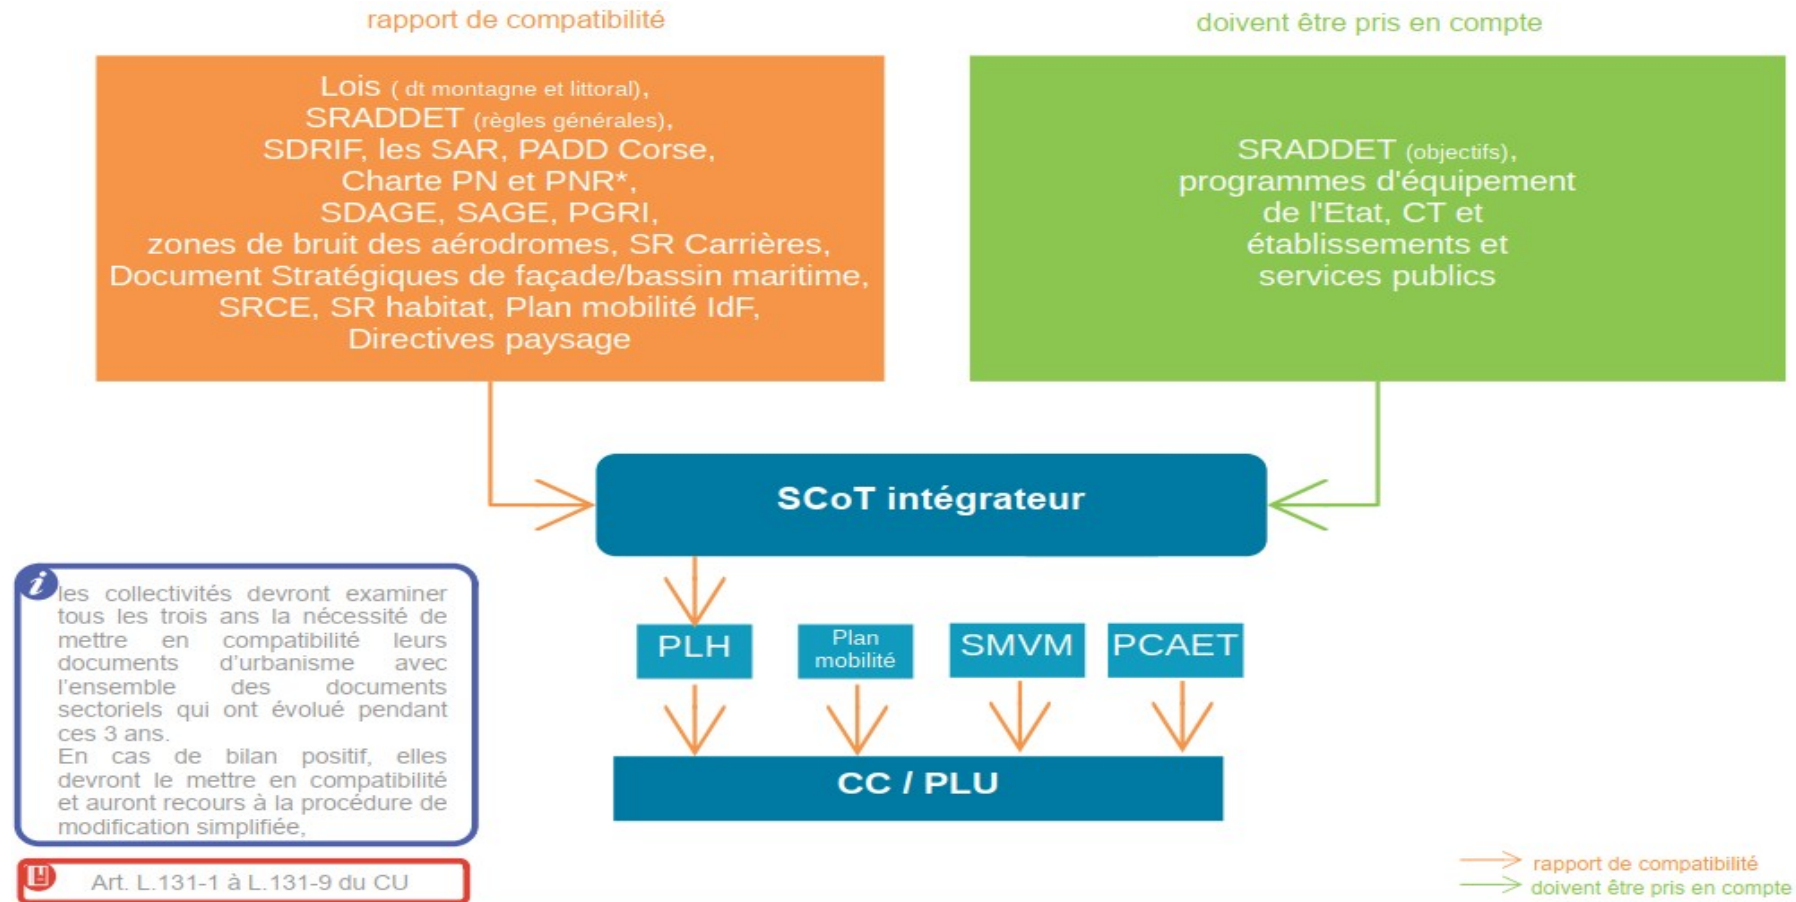 rapport de compatibilité
doivent être pris en compte
Lois ( dt montagne et littoral),
SRADDET (règles générales),
SDRIF, les SAR, PADD Corse,
Charte PN et PNR*,
SDAGE, SAGE, PGRI,
zones de bruit des aérodromes, SR Carrières,
Document Stratégiques de façade/bassin maritime,
SRCE, SR habitat, Plan mobilité IdF,
Directives paysage
SRADDET (objectifs),
programmes d'équipement
de l'Etat, CT et
établissements et
services publics
SCoT intégrateur
i
les collectivités devront examiner
tous les trois ans la nécessité de
mettre en compatibilité leurs
documents d'urbanisme avec
l'ensemble des documents
sectoriels qui ont évolué pendant
ces 3 ans.
En cas de bilan positif, elles
devront le mettre en compatibilité
et auront recours à la procédure de
modification simplifiée,
PLH
Plan
mobilité
SMVM
PCAET
CC / PLU
Art. L.131-1 à L.131-9 du CU
rapport de compatibilité
doivent être pris en compte